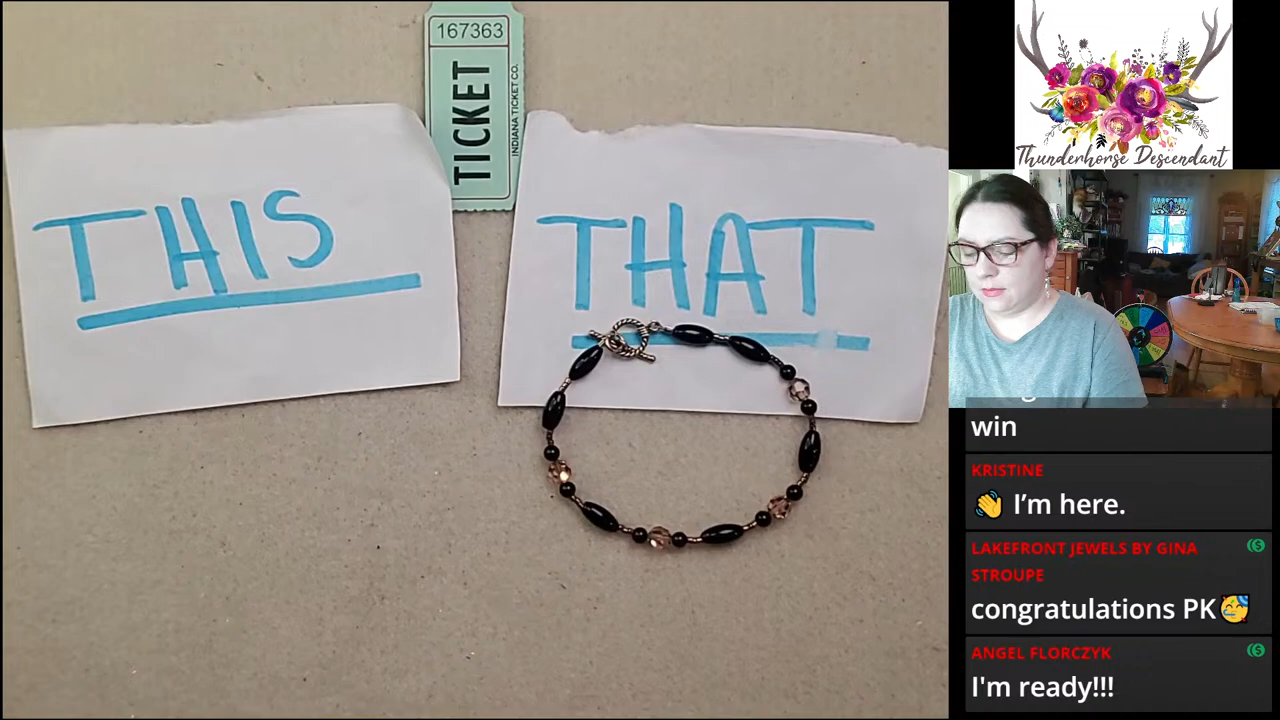 167363
TICKET
INDIANA TICKET CO.
THIS
THAT
Thunderhorse Descendant
win
KRISTINE
👋 I’m here.
LAKEFRONT JEWELS BY GINA
STROUPE
congratulations PK🥳
ANGEL FLORCZYK
I'm ready!!!